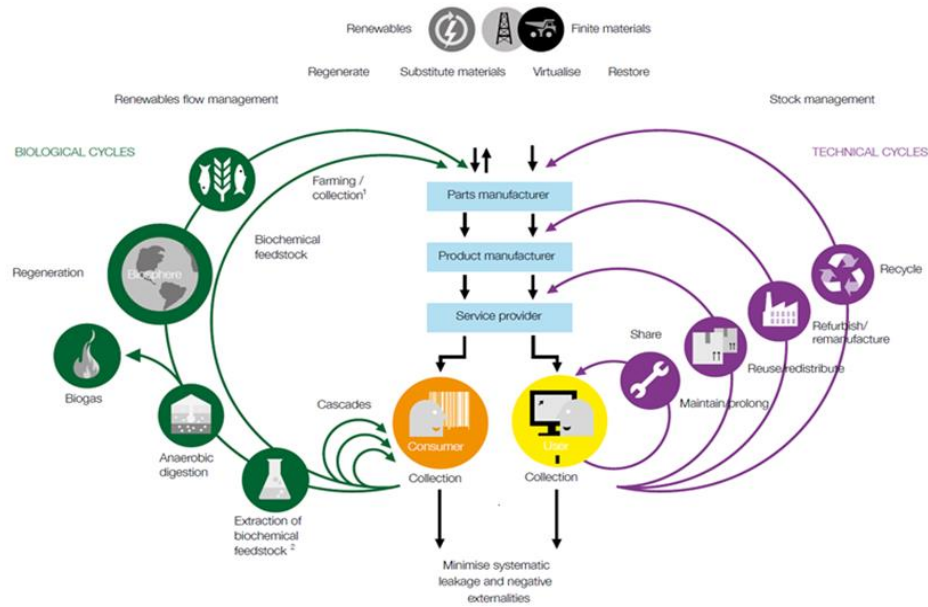 Renewables
Finite materials
Regenerate
Substitute materials
Virtualise
Restore
Renewables flow management
Stock management
BIOLOGICAL CYCLES
TECHNICAL CYCLES
Farming /
collection1
Parts manufacturer
Biochemical
feedstock
Product manufacturer
Regeneration
Biosphere
Recycle
Service provider
Share
Refurbish/
remanufacture
Reuse/redistribute
Biogas
Cascades
Maintain/prolong
Consumer
User
Anaerobic
digestion
Collection
Collection
Extraction of
biochemical
feedstock 2
Minimise systematic
leakage and negative
externalities